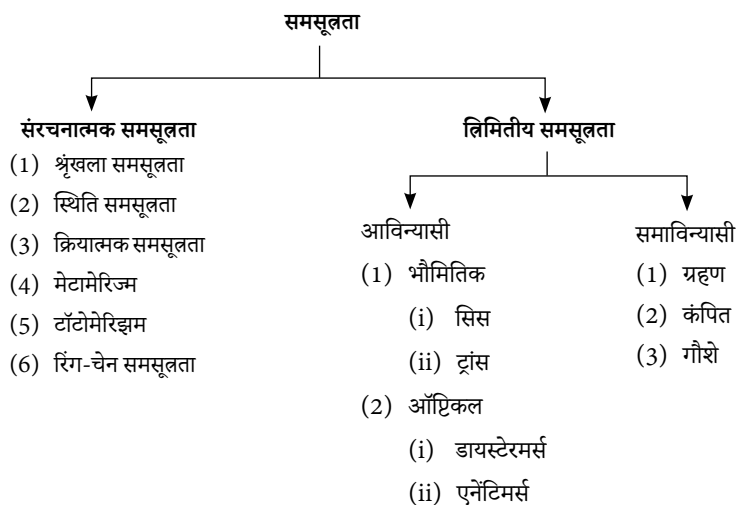 समसूत्रता
संरचनात्मक समसूत्रता
(1) श्रृंखला समसूत्रता
(2) स्थिति समसूत्रता
(3) क्रियात्मक समसूत्रता
(4) मेटामेरिज्म
(5) टॉटोमेरिझम
(6) रिंग-चेन समसूत्रता
त्रिमितीय समसूत्रता
आविन्यासी
(1) भौमितिक
(i) सिस
(ii) ट्रांस
(2) ऑप्टिकल
(i) डायस्टेरमर्स
(ii) एनेंटिमर्स
समाविन्यासी
(1) ग्रहण
(2) कंपित
(3) गौशे